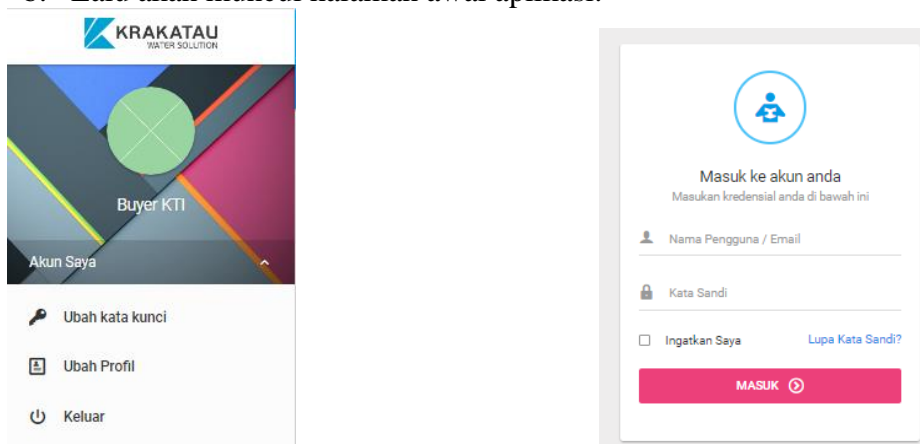 KRAKATAU
WATER SOLUTION
Buyer KTI
Akun Saya
Ubah kata kunci
Ubah Profil
Keluar
Masuk ke akun anda
Masukan kredensial anda di bawah ini
Nama Pengguna / Email
Kata Sandi
Ingatkan Saya
Lupa Kata Sandi?
MASUK